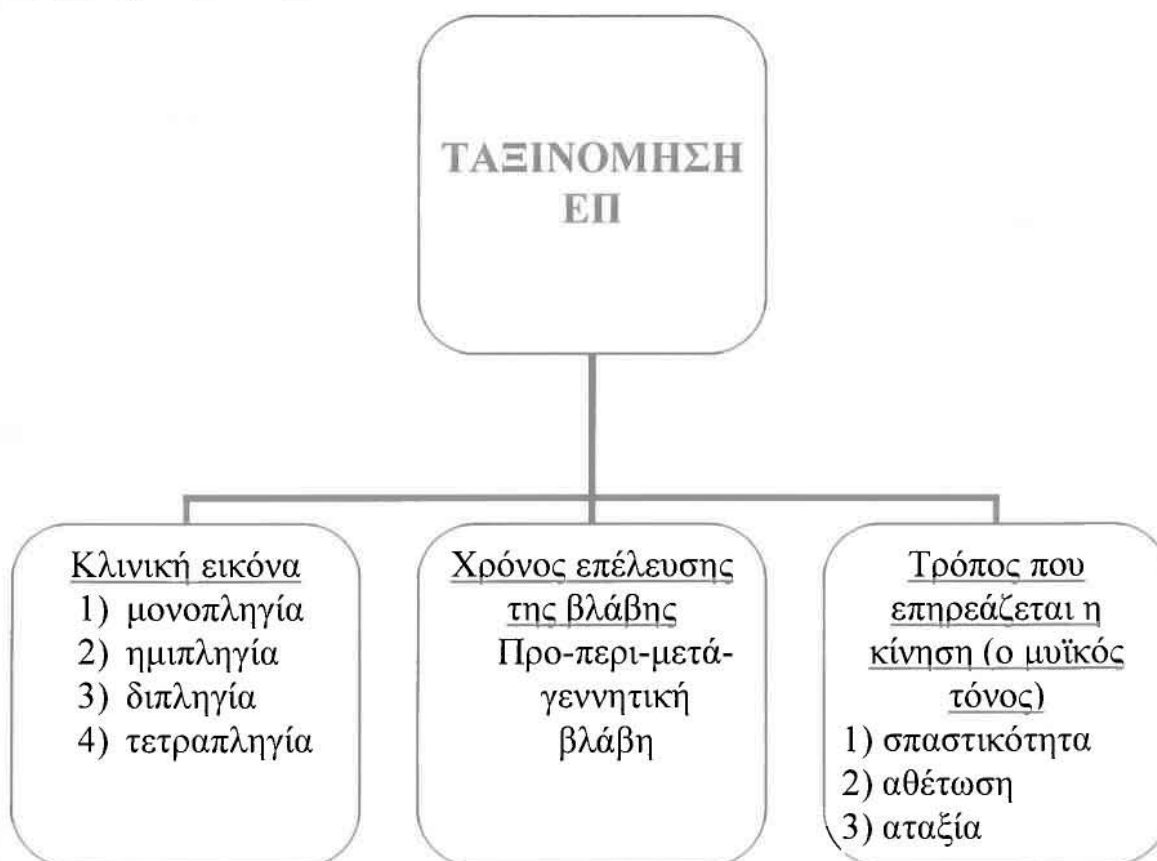 ΤΑΞΙΝΟΜΗΣΗ
ΕΠ
Κλινική εικόνα
1) μονοπληγία
2) ημιπληγία
3) διπληγία
4) τετραπληγία
Χρόνος επέλευσης
της βλάβης
Προ-περι-μετά-
γεννητική
βλάβη
Τρόπος που
επηρεάζεται η
κίνηση (ο μυϊκός
τόνος)
1) σπαστικότητα
2) αθέτωση
3) αταξία